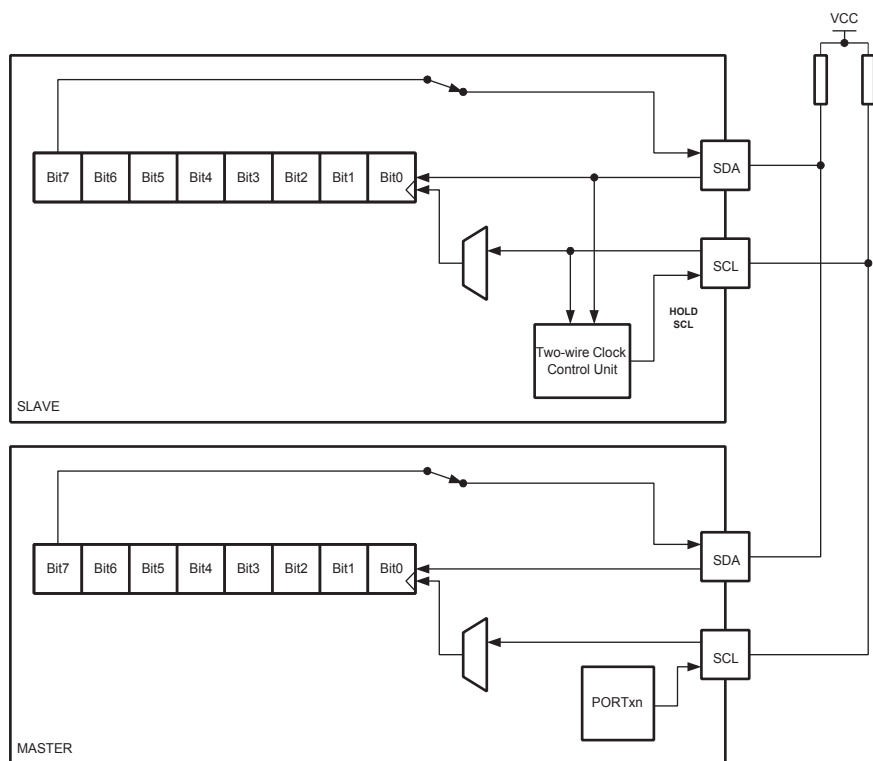 VCC
Bit7 Bit6 Bit5 Bit4 Bit3 Bit2 Bit1 Bit0
SDA
SCL
HOLD
SCL
Two-wire Clock
Control Unit
SLAVE
Bit7 Bit6 Bit5 Bit4 Bit3 Bit2 Bit1 Bit0
SDA
SCL
PORTxn
MASTER